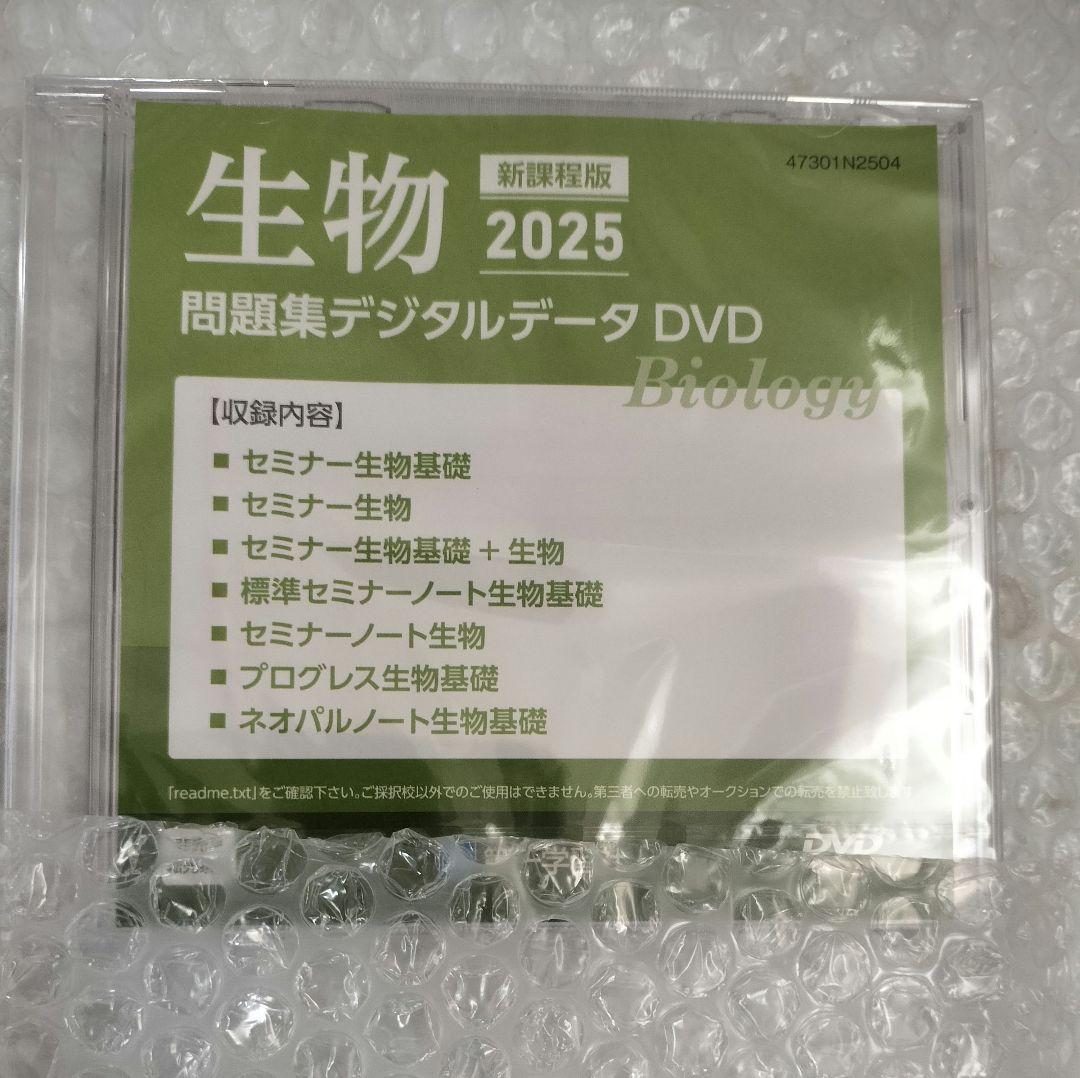 47301N2504
生物 新課程版
2025
問題集デジタルデータ DVD
Biology
【収録内容】
■ セミナー生物基礎
■ セミナー生物
■ セミナー生物基礎 + 生物
■ 標準セミナーノート生物基礎
■ セミナーノート生物
■ プログレス生物基礎
■ ネオパルノート生物基礎
「readme.txt」をご確認下さい。ご採択校以外でのご使用はできません。第三者への転売やオークションでの転売を禁止致します
DVD